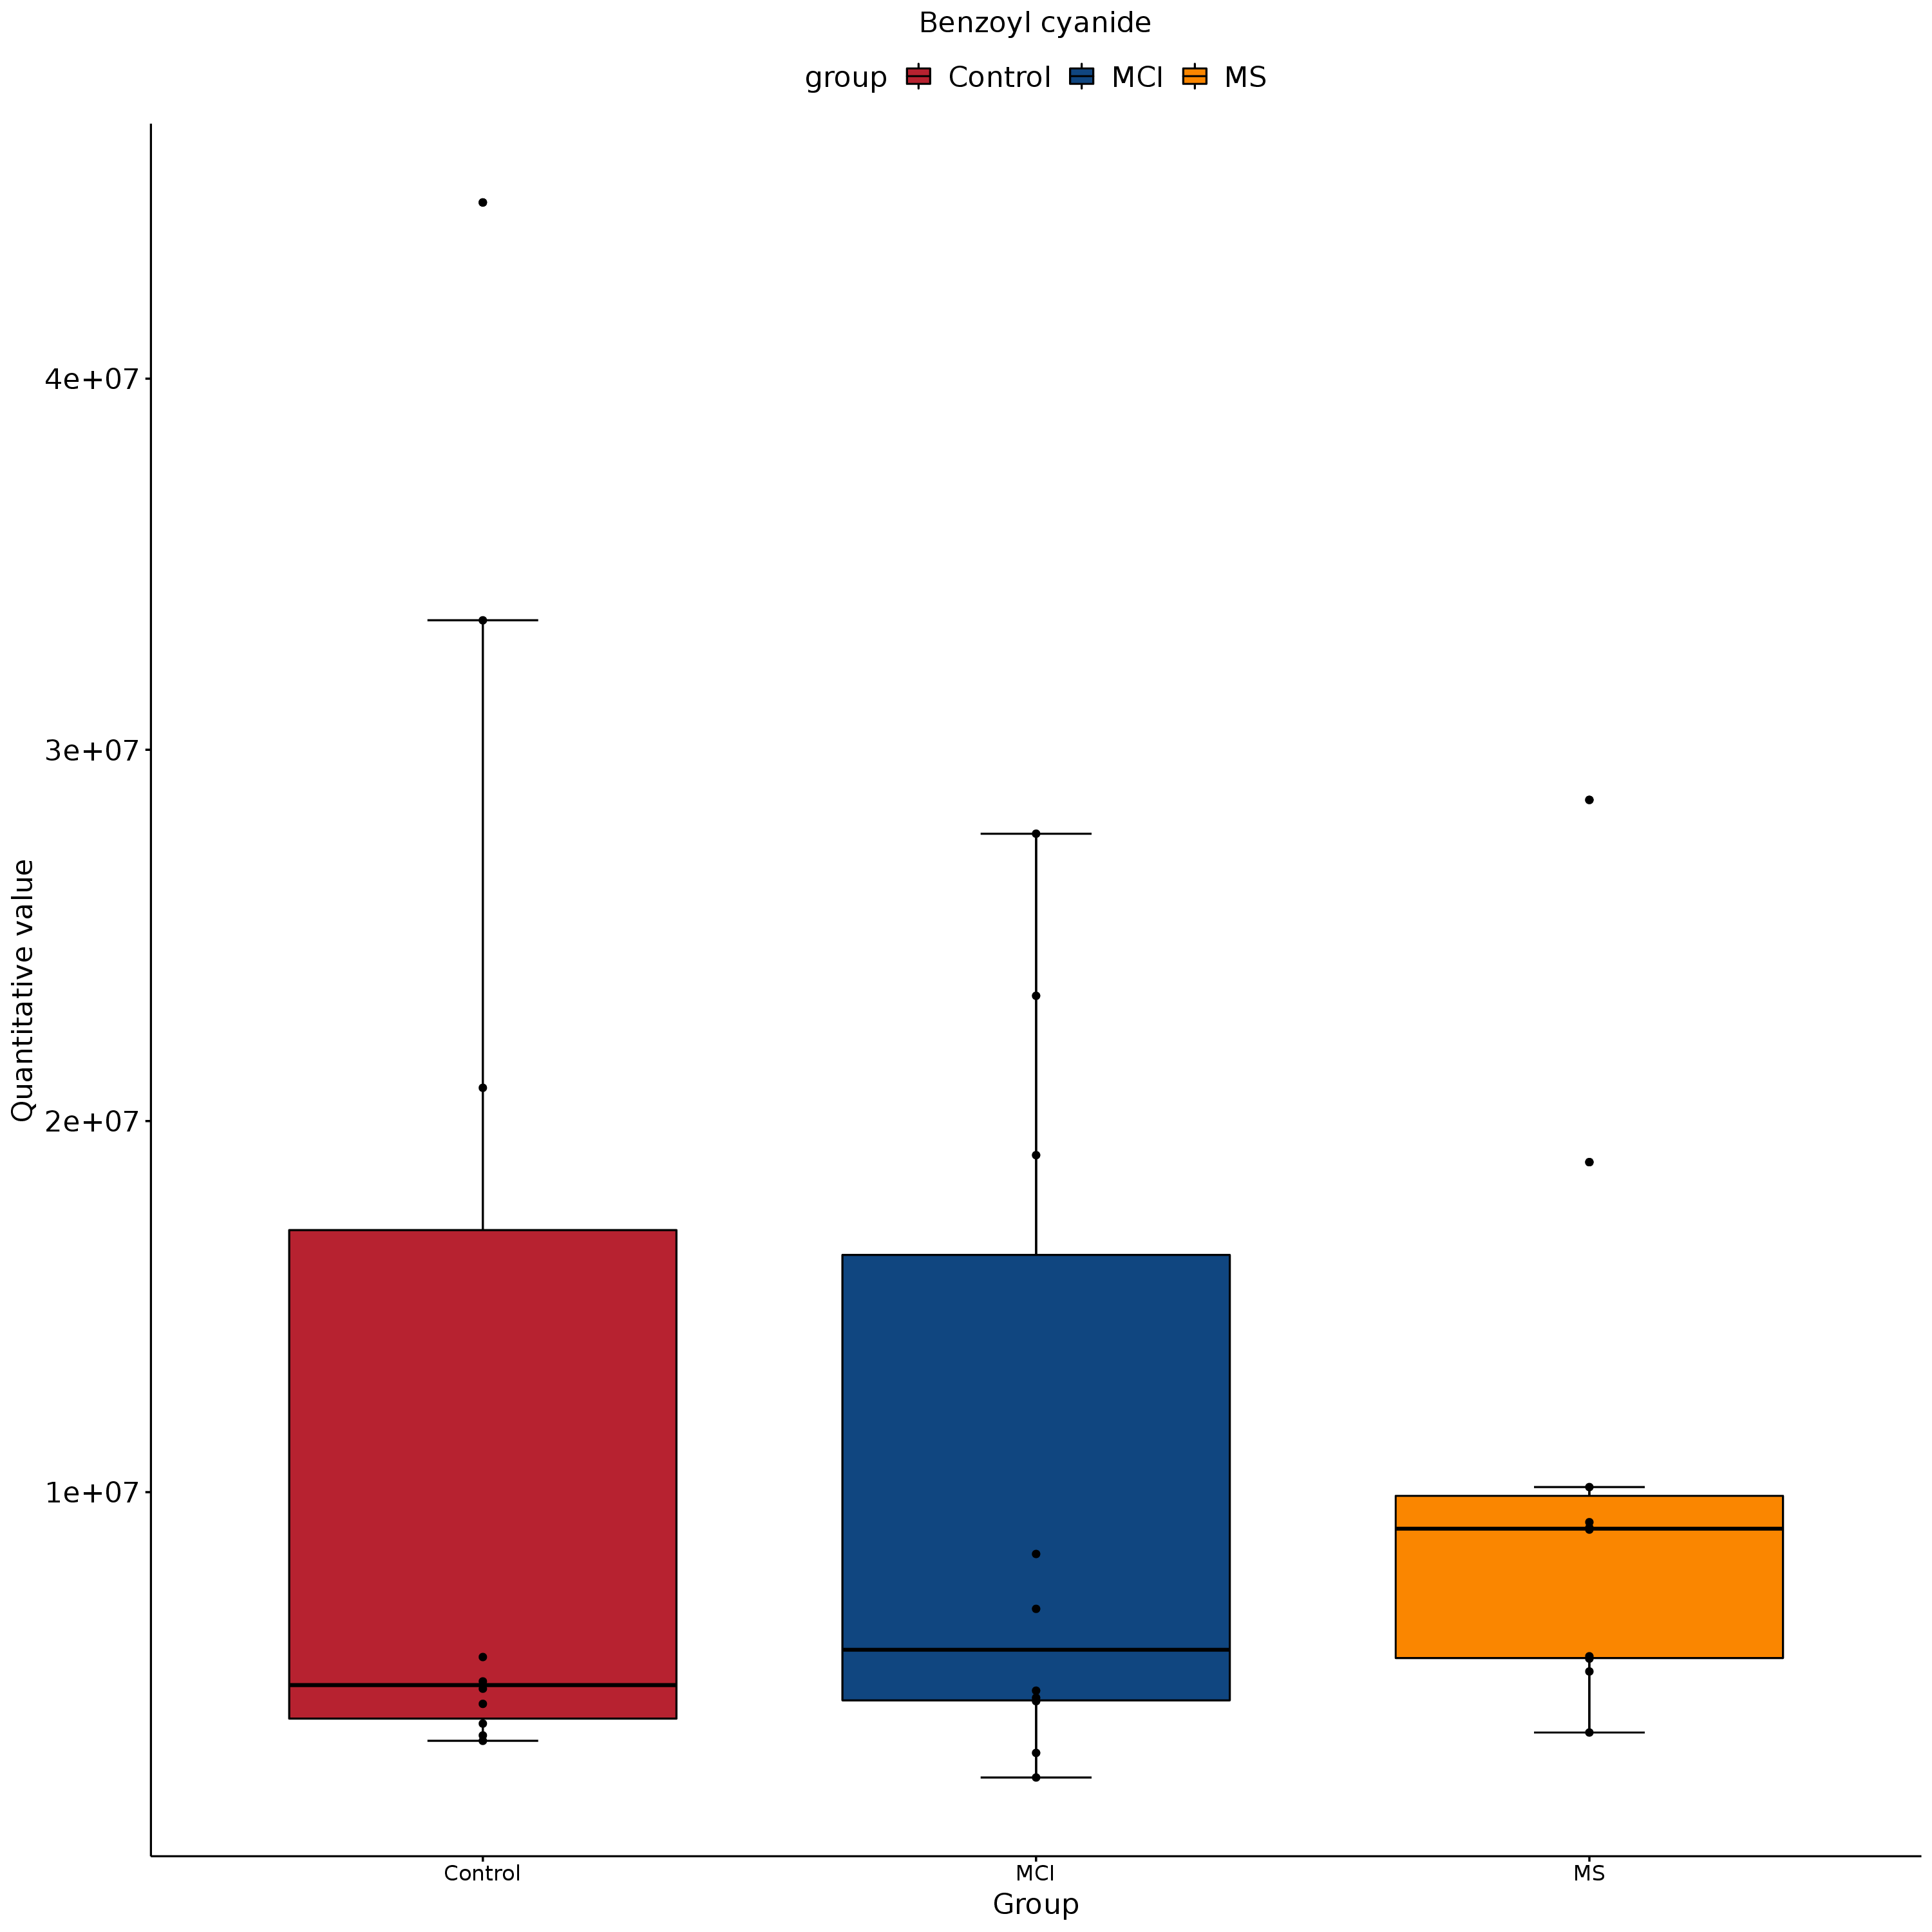 Benzoyl cyanide
group Control MCI MS
Quantitative value
4e+07
3e+07
2e+07
1e+07
Control MCI MS
Group